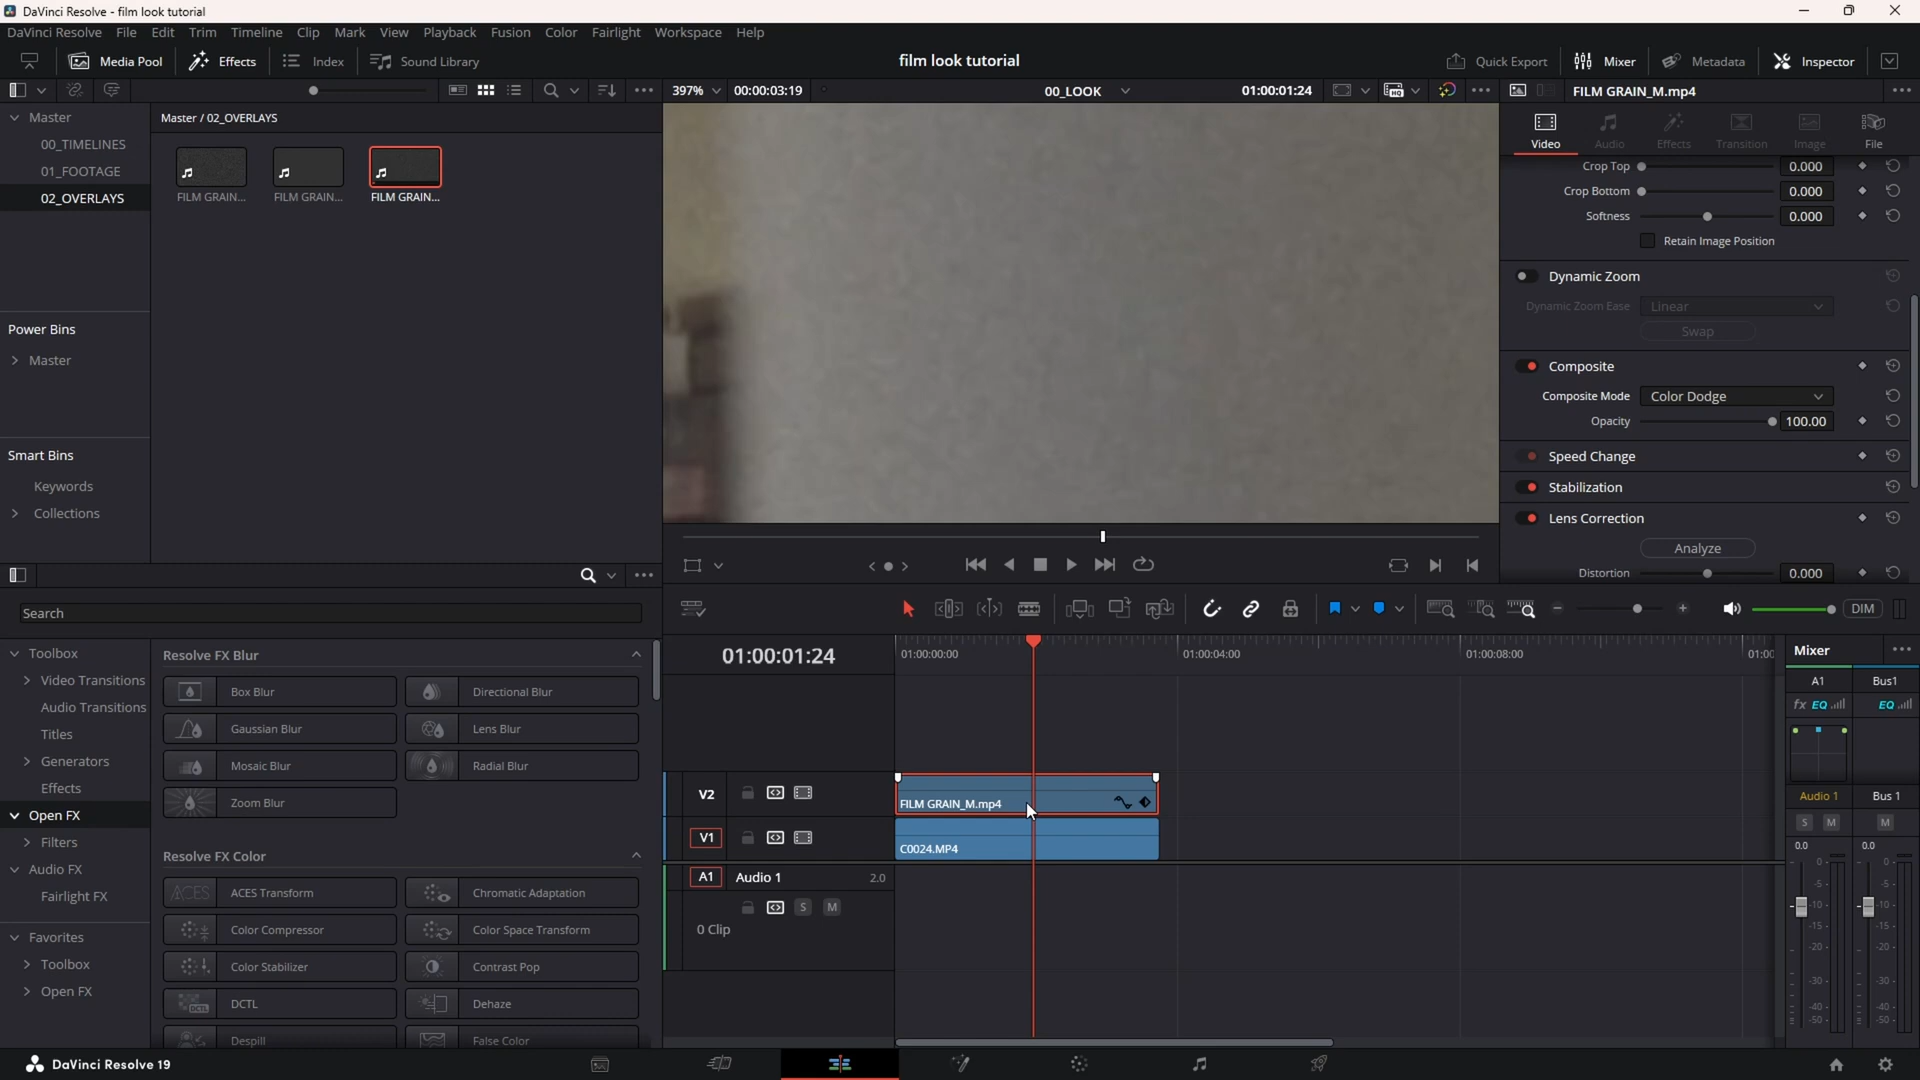 DaVinci Resolve - film look tutorial
DaVinci Resolve File Edit Trim Timeline Clip Mark View Playback Fusion Color Fairlight Workspace Help
Media Pool Effects Index Sound Library film look tutorial Quick Export Mixer Metadata Inspector
397% 00:00:03:19 00_LOOK 01:00:01:24 FILM GRAIN_M.mp4
Master
00_TIMELINES
01_FOOTAGE
02_OVERLAYS
Power Bins
Master
Smart Bins
Keywords
Collections
Master / 02_OVERLAYS
FILM GRAIN... FILM GRAIN... FILM GRAIN...
Video Audio Effects Transition Image File
Crop Top 0.000
Crop Bottom 0.000
Softness 0.000
Retain Image Position
Dynamic Zoom
Dynamic Zoom Ease Linear
Swap
Composite
Composite Mode Color Dodge
Opacity 100.00
Speed Change
Stabilization
Lens Correction
Analyze
Distortion 0.000
Search
Toolbox
Video Transitions
Audio Transitions
Titles
Generators
Effects
Open FX
Filters
Audio FX
Fairlight FX
Favorites
Toolbox
Open FX
Resolve FX Blur
Box Blur Directional Blur
Gaussian Blur Lens Blur
Mosaic Blur Radial Blur
Zoom Blur
Resolve FX Color
ACES ACES Transform Chromatic Adaptation
Color Compressor Color Space Transform
Color Stabilizer Contrast Pop
DCTL DCTL Dehaze
Despill False Color
DIM
01:00:01:24 01:00:00:00 01:00:04:00 01:00:08:00 01:00
V2 FILM GRAIN_M.mp4
V1 C0024.MP4
A1 Audio 1 2.0
S M
0 Clip
Mixer
A1 Bus1
fx EQ EQ
Audio 1 Bus 1
S M M
0.0 0.0
0 0
-5 -5
-10 -10
-15 -15
-20 -20
-30 -30
-40 -40
-50 -50
DaVinci Resolve 19